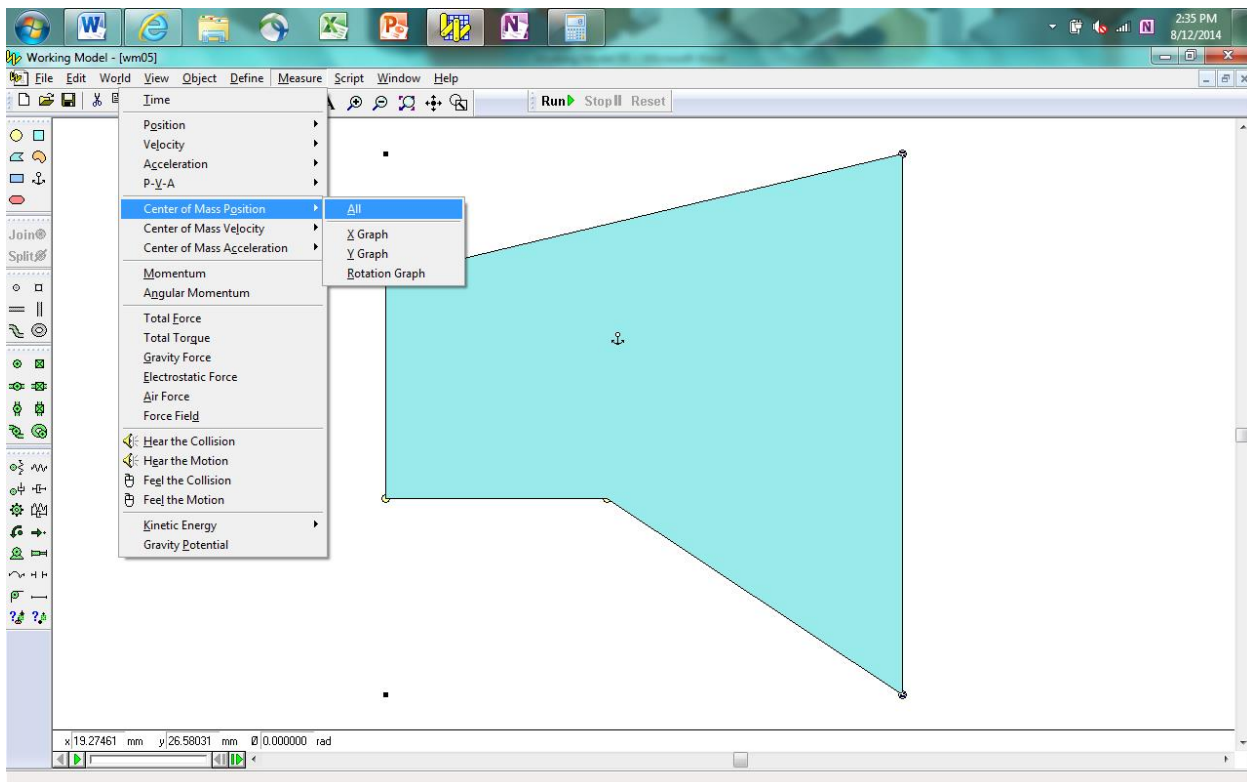 2:35 PM
8/12/2014
Working Model - [wm05]
File Edit World View Object Define Measure Script Window Help
Run Stop Reset
Time
Position
Velocity
Acceleration
P-V-A
Center of Mass Position
Center of Mass Velocity
Center of Mass Acceleration
Momentum
Angular Momentum
Total Force
Total Torque
Gravity Force
Electrostatic Force
Air Force
Force Field
Hear the Collision
Hear the Motion
Feel the Collision
Feel the Motion
Kinetic Energy
Gravity Potential
All
X Graph
Y Graph
Rotation Graph
Join
Split
x 19.27461 mm y 26.58031 mm Ø 0.000000 rad